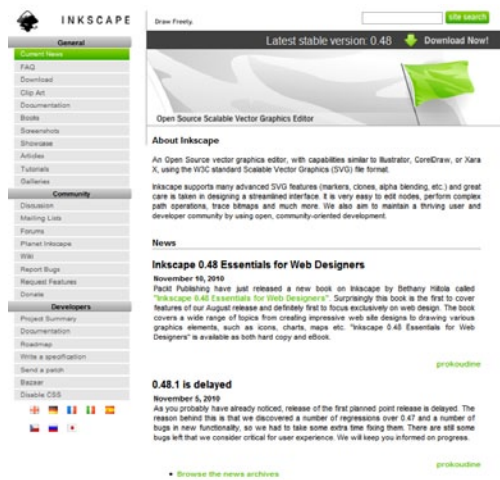 INKSCAPE
Draw Freely.
site search
Latest stable version: 0.48
Download Now!
General
Current News
FAQ
Download
Clip Art
Documentation
Books
Screenshots
Showcase
Articles
Tutorials
Galleries
Community
Discussion
Mailing Lists
Forums
Planet Inkscape
Wiki
Report Bugs
Request Features
Donate
Developers
Project Summary
Documentation
Roadmap
Write a specification
Send a patch
Bazaar
Disable CSS
Open Source Scalable Vector Graphics Editor
About Inkscape
An Open Source vector graphics editor, with capabilities similar to Illustrator, CorelDraw, or Xara
X, using the W3C standard Scalable Vector Graphics (SVG) file format.
Inkscape supports many advanced SVG features (markers, clones, alpha blending, etc.) and great
care is taken in designing a streamlined interface. It is very easy to edit nodes, perform complex
path operations, trace bitmaps and much more. We also aim to maintain a thriving user and
developer community by using open, community-oriented development.
News
Inkscape 0.48 Essentials for Web Designers
November 10, 2010
Packt Publishing have just released a new book on Inkscape by Bethany Hiitola called
"Inkscape 0.48 Essentials for Web Designers". Surprisingly this book is the first to cover
features of our August release and definitely first to focus exclusively on web design. The book
covers a wide range of topics from creating impressive web site designs to drawing various
graphics elements, such as icons, charts, maps etc. "Inkscape 0.48 Essentials for Web
Designers" is available as both hard copy and eBook.
prokoudine
0.48.1 is delayed
November 5, 2010
As you probably have already noticed, release of the first planned point release is delayed. The
reason behind this is that we discovered a number of regressions over 0.47 and a number of
bugs in new functionality, so we had to take some extra time fixing them. There are still some
bugs left that we consider critical for user experience. We will keep you informed on progress.
prokoudine
Browse the news archives